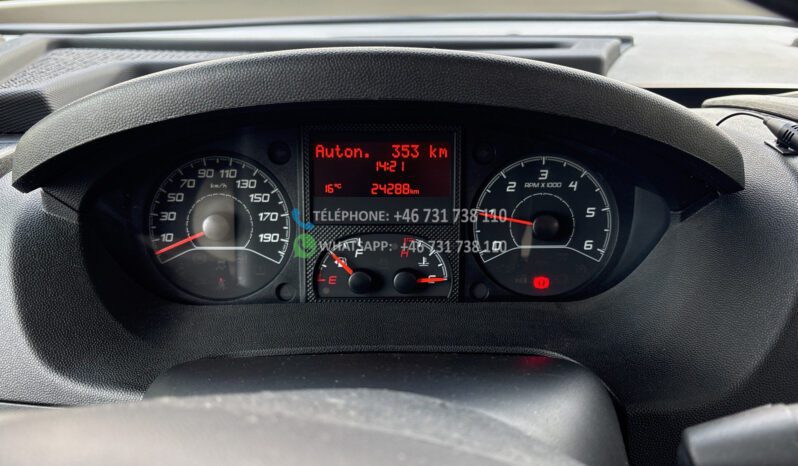 Auton. 353 km
14:21
16°C 24288km
TÉLÉPHONE: +46 731 738 110
WHATSAPP: +46 731 738 110
10 30 50 70 90 110 130 150 170 190
km/h
0 1 2 3 4 5 6
RPM X 1000
E F
H